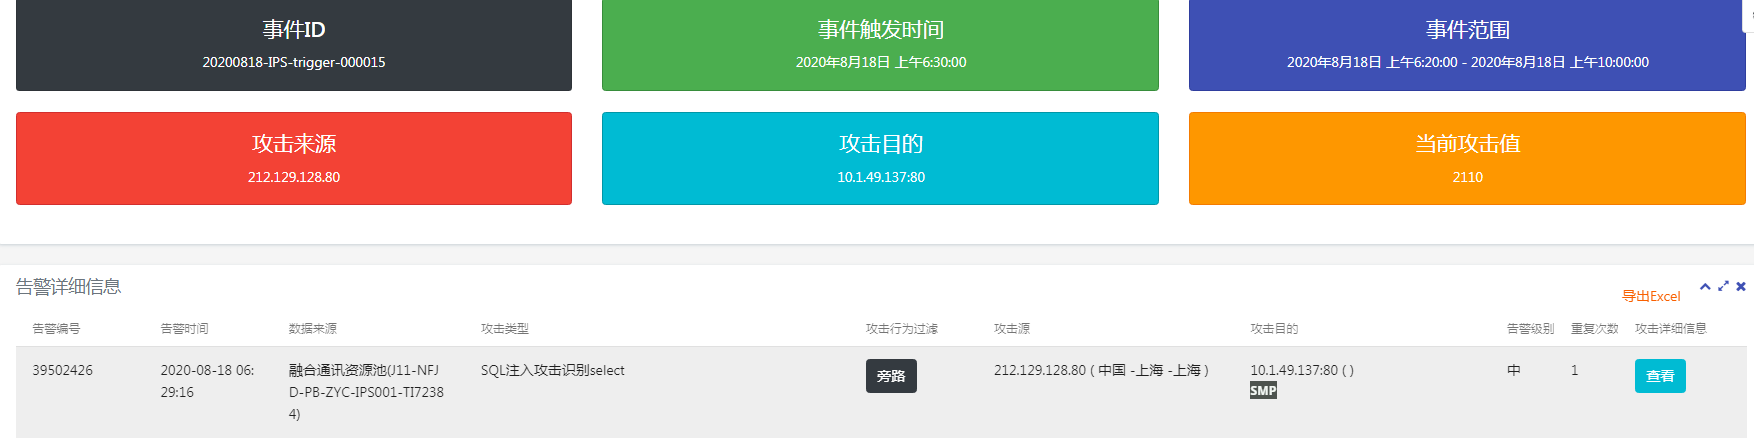 事件ID
20200818-IPS-trigger-000015
事件触发时间
2020年8月18日 上午6:30:00
事件范围
2020年8月18日 上午6:20:00 - 2020年8月18日 上午10:00:00
攻击来源
212.129.128.80
攻击目的
10.1.49.137:80
当前攻击值
2110
告警详细信息
导出Excel
告警编号 告警时间 数据来源 攻击类型 攻击行为过滤 攻击源 攻击目的 告警级别 重复次数 攻击详细信息
39502426 2020-08-18 06: 融合通讯资源池(J11-NFJ SQL注入攻击识别select 旁路 212.129.128.80 ( 中国 -上海 -上海 ) 10.1.49.137:80 ( ) 中 1 查看
29:16 D-PB-ZYC-IPS001-TI7238 SMP
4)